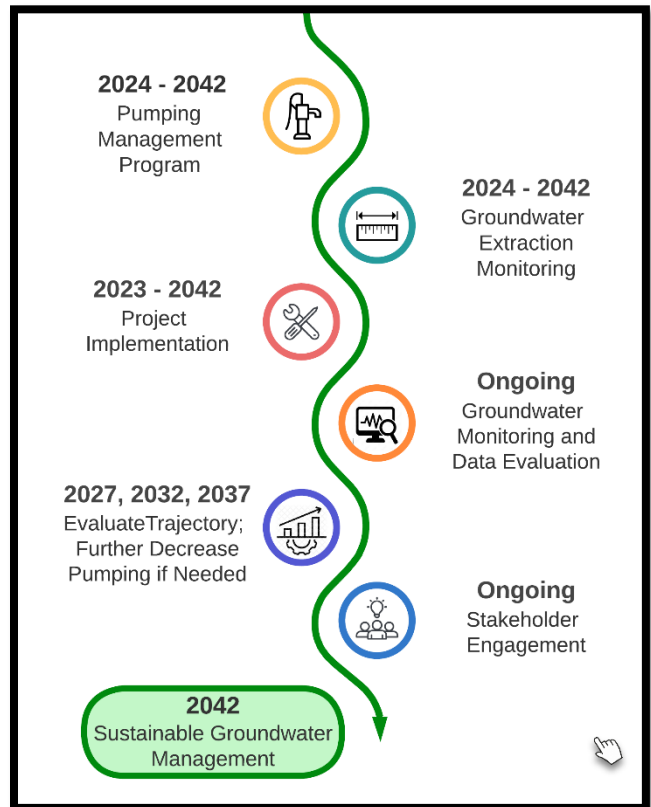 2024 - 2042
Pumping
Management
Program
2024 - 2042
Groundwater
Extraction
Monitoring
2023 - 2042
Project
Implementation
Ongoing
Groundwater
Monitoring and
Data Evaluation
2027, 2032, 2037
EvaluateTrajectory;
Further Decrease
Pumping if Needed
Ongoing
Stakeholder
Engagement
2042
Sustainable Groundwater
Management